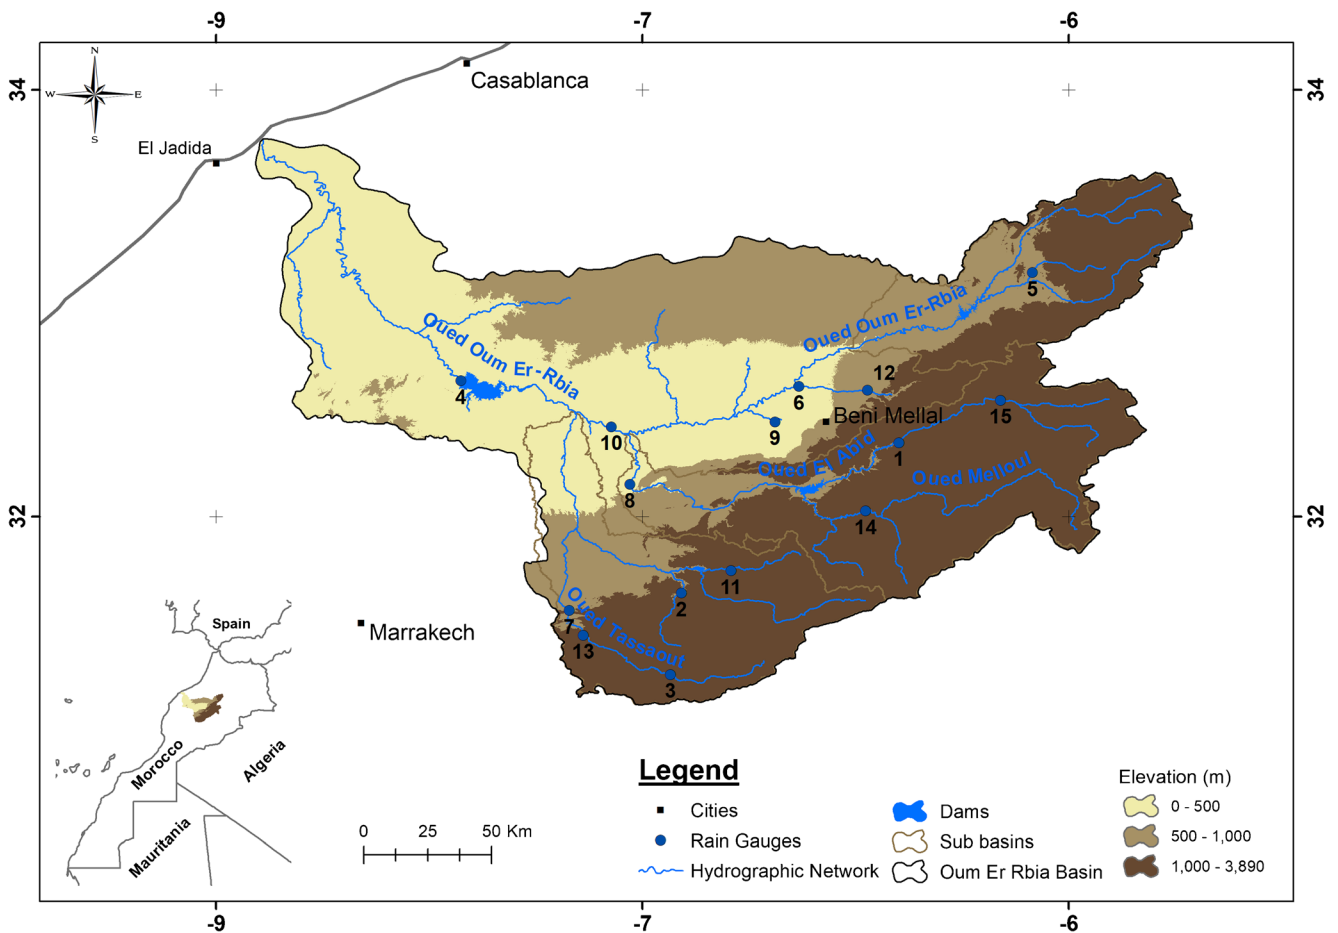 -9
-7
-6
34
34
N
W
E
S
Casablanca
El Jadida
5
Oued Oum Er-Rbia
Oued Oum Er-Rbia
12
4
6
Beni Mellal
15
10
9
Oued El Abid
1
Oued Melloul
8
32
32
14
11
Oued Tassaout
2
7
Marrakech
13
3
Spain
Morocco
Algeria
Mauritania
Legend
Cities
Rain Gauges
Hydrographic Network
Dams
Sub basins
Oum Er Rbia Basin
Elevation (m)
0 - 500
500 - 1,000
1,000 - 3,890
0
25
50 Km
-9
-7
-6